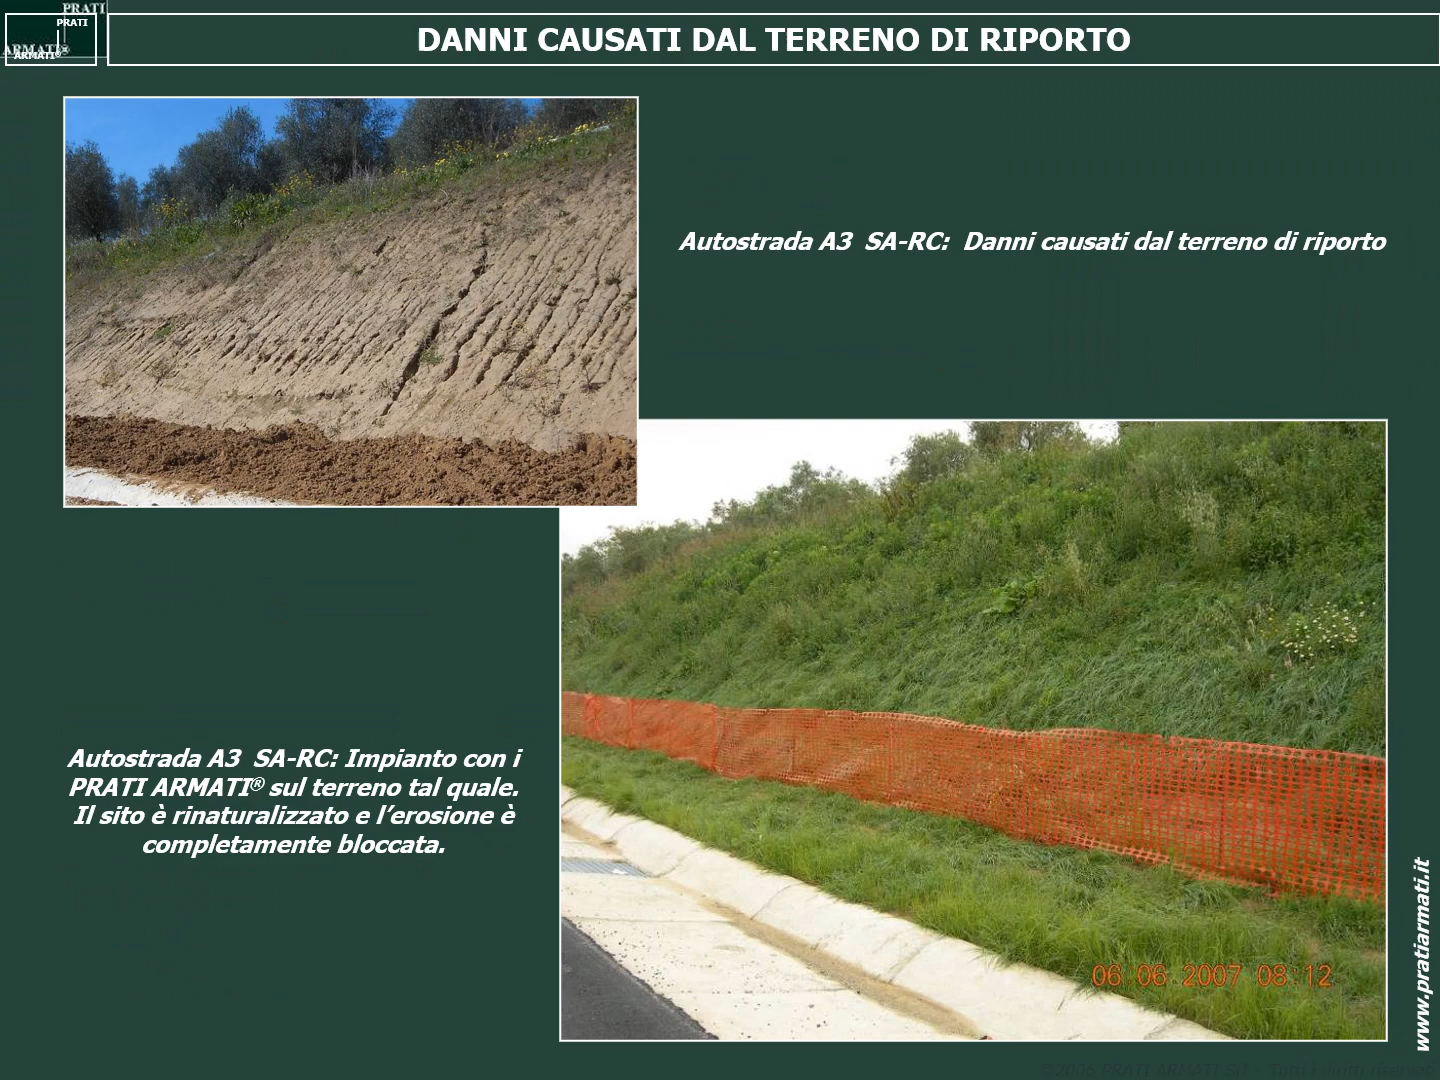 PRATI
PRATI
ARMATI®
ARMATI®
DANNI CAUSATI DAL TERRENO DI RIPORTO
Autostrada A3 SA-RC: Danni causati dal terreno di riporto
Autostrada A3 SA-RC: Impianto con i
PRATI ARMATI® sul terreno tal quale.
Il sito è rinaturalizzato e l’erosione è
completamente bloccata.
06.06.2007 08:12
www.pratiarmati.it